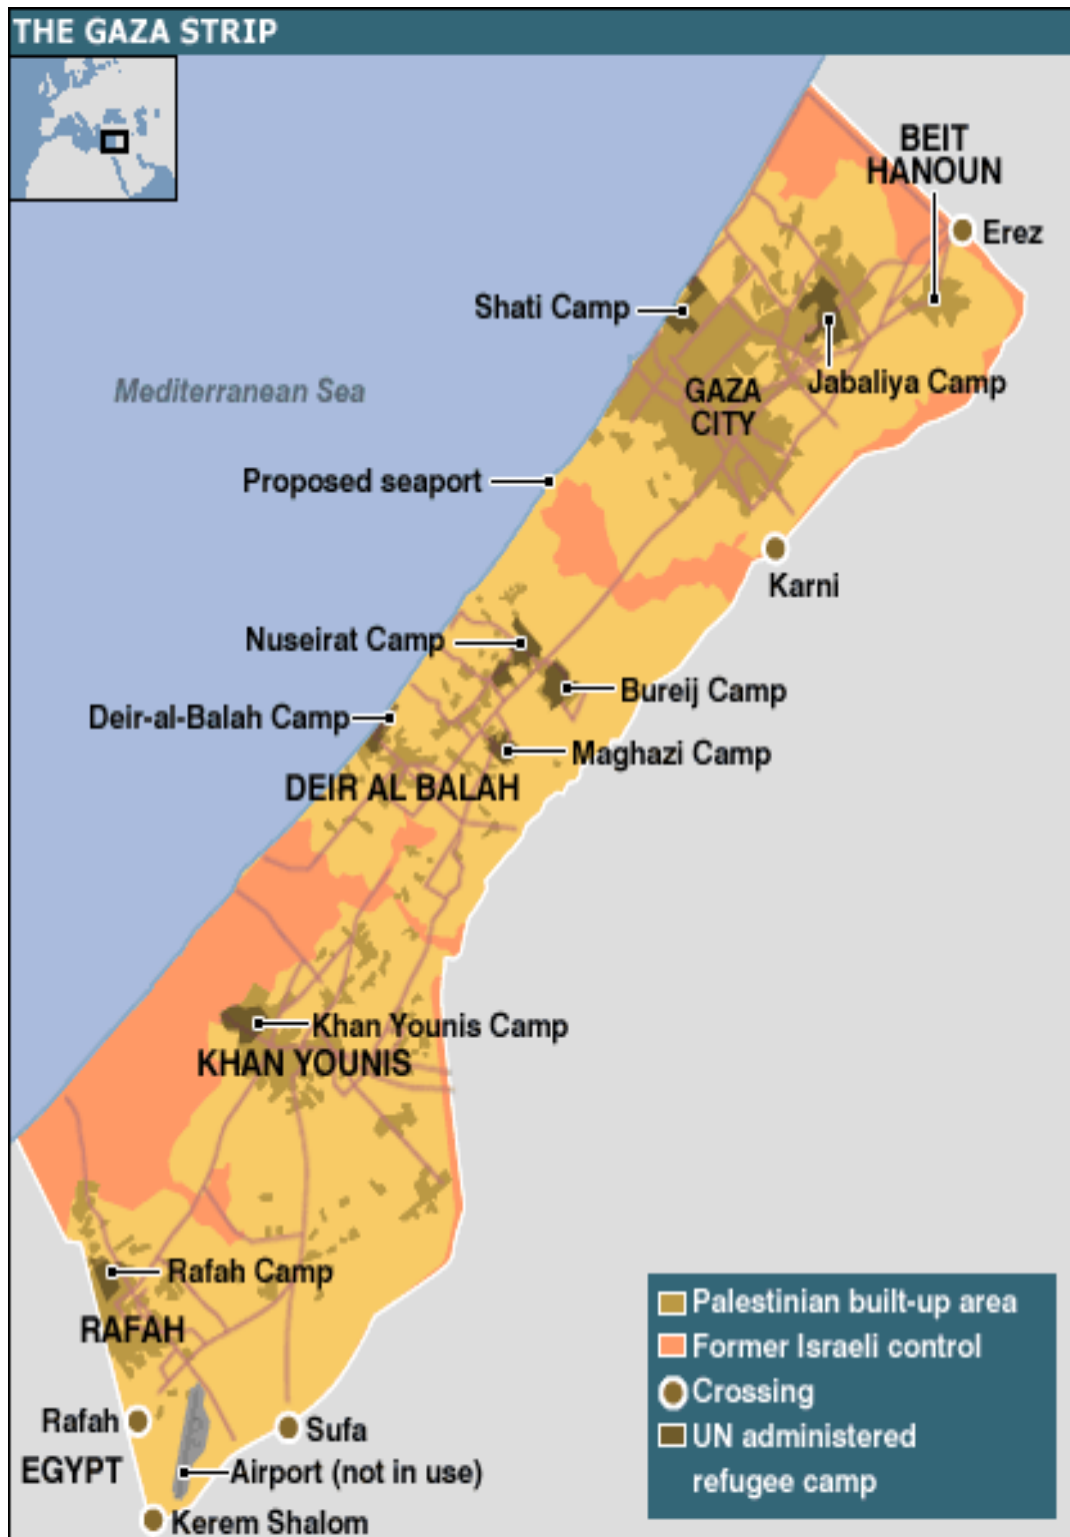 THE GAZA STRIP
BEIT
HANOUN
Erez
Shati Camp
Mediterranean Sea
GAZA
CITY
Jabaliya Camp
Proposed seaport
Karni
Nuseirat Camp
Bureij Camp
Deir-al-Balah Camp
Maghazi Camp
DEIR AL BALAH
Khan Younis Camp
KHAN YOUNIS
Rafah Camp
RAFAH
Rafah
Sufa
EGYPT
Airport (not in use)
Kerem Shalom
Palestinian built-up area
Former Israeli control
Crossing
UN administered
refugee camp